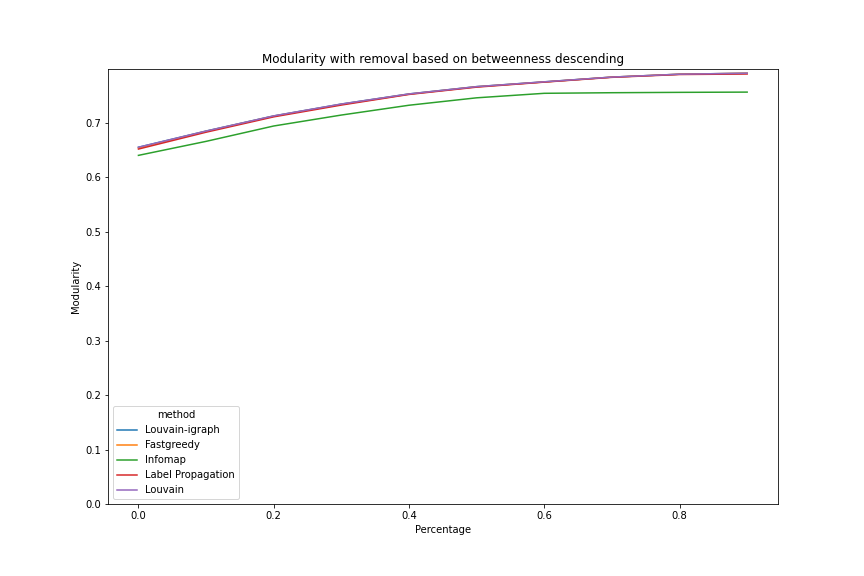 Modularity with removal based on betweenness descending
0.7
0.6
0.5
0.4
0.3
0.2
0.1
0.0
Modularity
method
Louvain-igraph
Fastgreedy
Infomap
Label Propagation
Louvain
0.0 0.2 0.4 0.6 0.8
Percentage